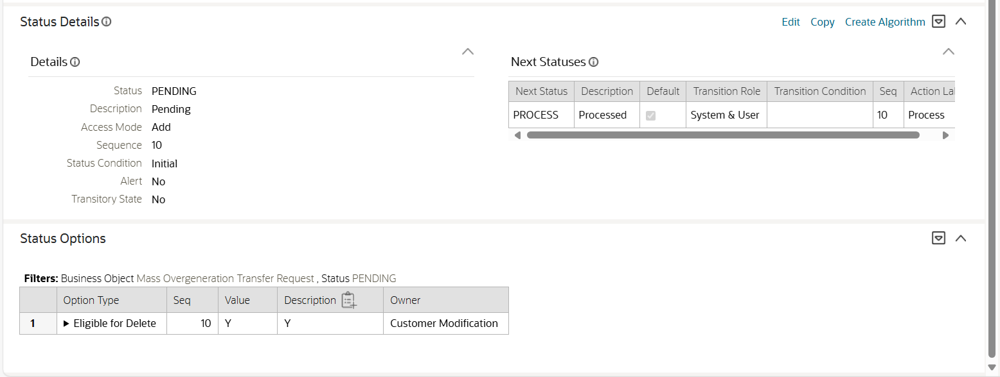 Status Details
Edit Copy Create Algorithm
Details
Status PENDING
Description Pending
Access Mode Add
Sequence 10
Status Condition Initial
Alert No
Transitory State No
Next Statuses
Next Status Description Default Transition Role Transition Condition Seq Action La
PROCESS Processed System & User 10 Process
Status Options
Filters: Business Object Mass Overgeneration Transfer Request , Status PENDING
Option Type Seq Value Description Owner
1 Eligible for Delete 10 Y Y Customer Modification